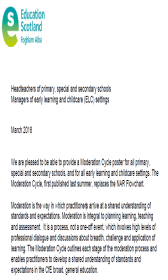 Education
Scotland
Foghlam Alba
Headteachers of primary, special and secondary schools
Managers of early learning and childcare (ELC) settings
March 2018
We are pleased to be able to provide a Moderation Cycle poster for all primary,
special and secondary schools, and for all early learning and childcare settings. The
Moderation Cycle, first published last summer, replaces the NAR Flowchart.
Moderation is the way in which practitioners arrive at a shared understanding of
standards and expectations. Moderation is integral to planning learning, teaching
and assessment. It is a process, not a one-off event, which involves high levels of
professional dialogue and discussions about breadth, challenge and application of
learning. The Moderation Cycle outlines each stage of the moderation process and
enables practitioners to develop a shared understanding of standards and
expectations in the CfE broad, general education.